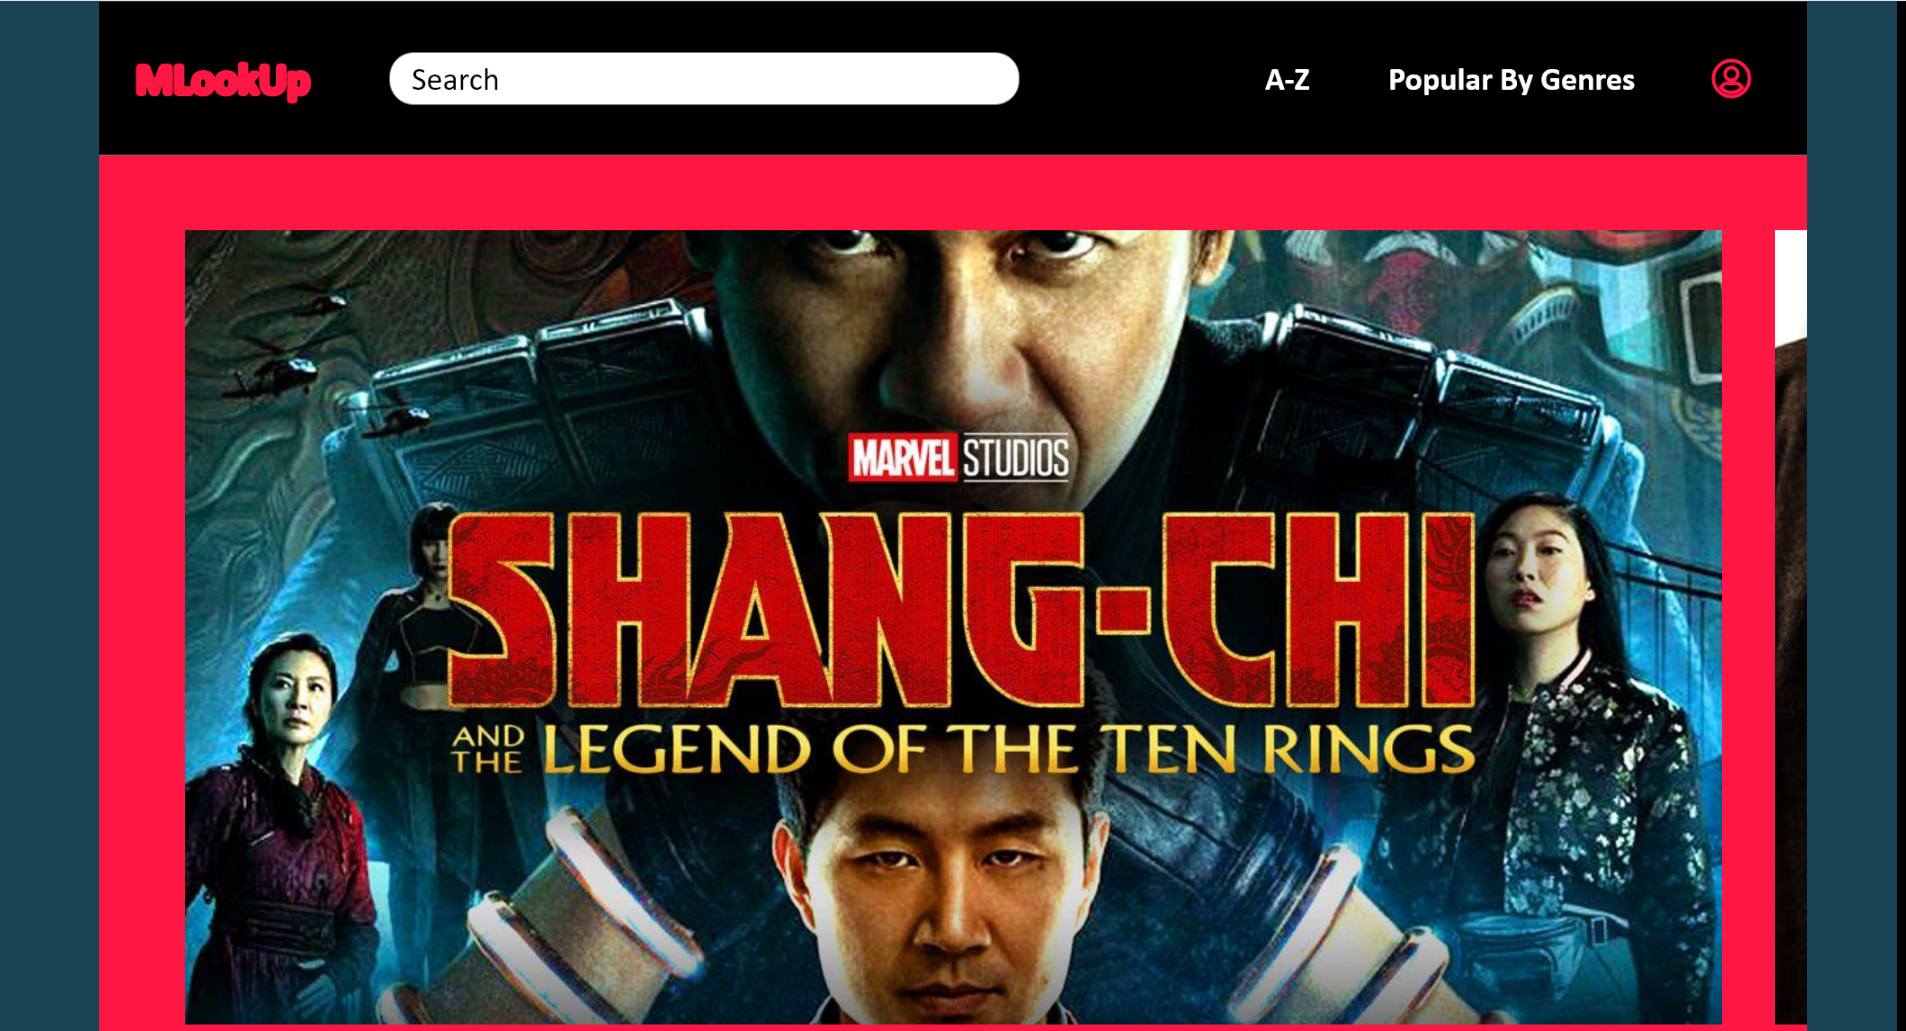 MLookUp
Search
A-Z
Popular By Genres
MARVEL STUDIOS
SHANG-CHI
AND THE LEGEND OF THE TEN RINGS